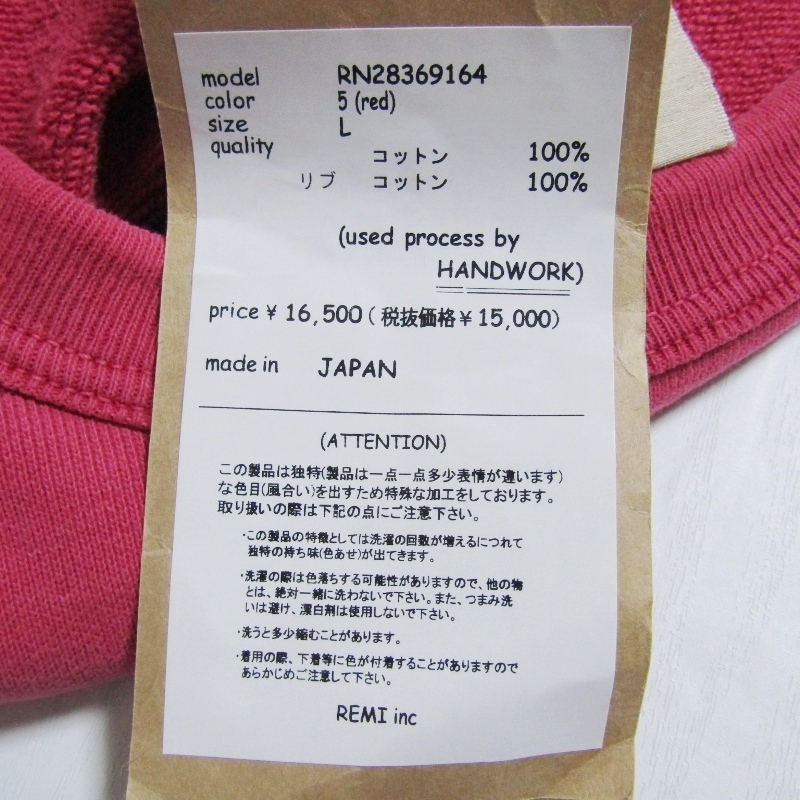 model RN28369164
color 5 (red)
size L
quality コットン 100%
リブ コットン 100%
(used process by
HANDWORK)
price ¥ 16,500 ( 税抜価格 ¥ 15,000)
made in JAPAN
(ATTENTION)
この製品は独特(製品は一点一点多少表情が違います)
な色目(風合い)を出すため特殊な加工をしております。
取り扱いの際は下記の点にご注意下さい。
・この製品の特徴としては洗濯の回数が増えるにつれて
独特の持ち味(色あせ)が出てきます。
・洗濯の際は色落ちする可能性がありますので、他の物
とは、絶対一緒に洗わないで下さい。また、つまみ洗
いは避け、漂白剤は使用しないで下さい。
・洗うと多少縮むことがあります。
・着用の際、下着等に色が付着することがありますので
あらかじめご注意して下さい。
REMI inc